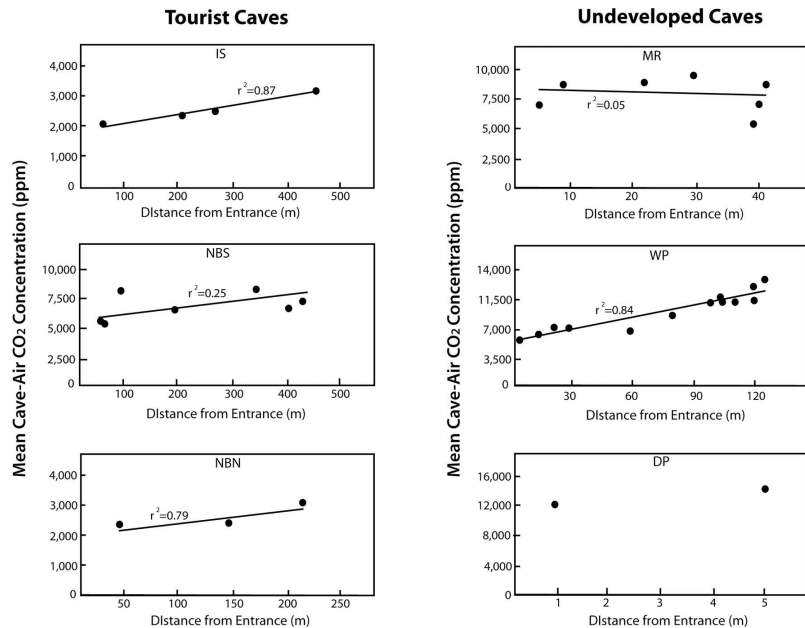 Tourist Caves
Undeveloped Caves
Mean Cave-Air CO2 Concentration (ppm)
IS
4,000
3,000
2,000
1,000
0
r2=0.87
100
200
300
400
500
DIstance from Entrance (m)
NBS
10,000
7,500
5,000
2,500
0
r2=0.25
100
200
300
400
500
DIstance from Entrance (m)
NBN
4,000
3,000
2,000
1,000
0
r2=0.79
50
100
150
200
250
DIstance from Entrance (m)
Mean Cave-Air CO2 Concentration (ppm)
MR
10,000
7,500
5,000
2,500
0
r2=0.05
10
20
30
40
DIstance from Entrance (m)
WP
14,000
11,500
7,000
3,500
0
r2=0.84
30
60
90
120
DIstance from Entrance (m)
DP
16,000
12,000
8,000
4,000
0
1
2
3
4
5
DIstance from Entrance (m)